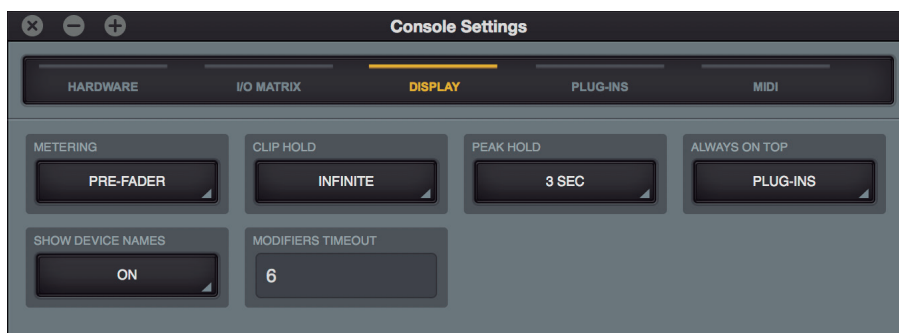 Console Settings
HARDWARE I/O MATRIX DISPLAY PLUG-INS MIDI
METERING CLIP HOLD PEAK HOLD ALWAYS ON TOP
PRE-FADER INFINITE 3 SEC PLUG-INS
SHOW DEVICE NAMES MODIFIERS TIMEOUT
ON 6